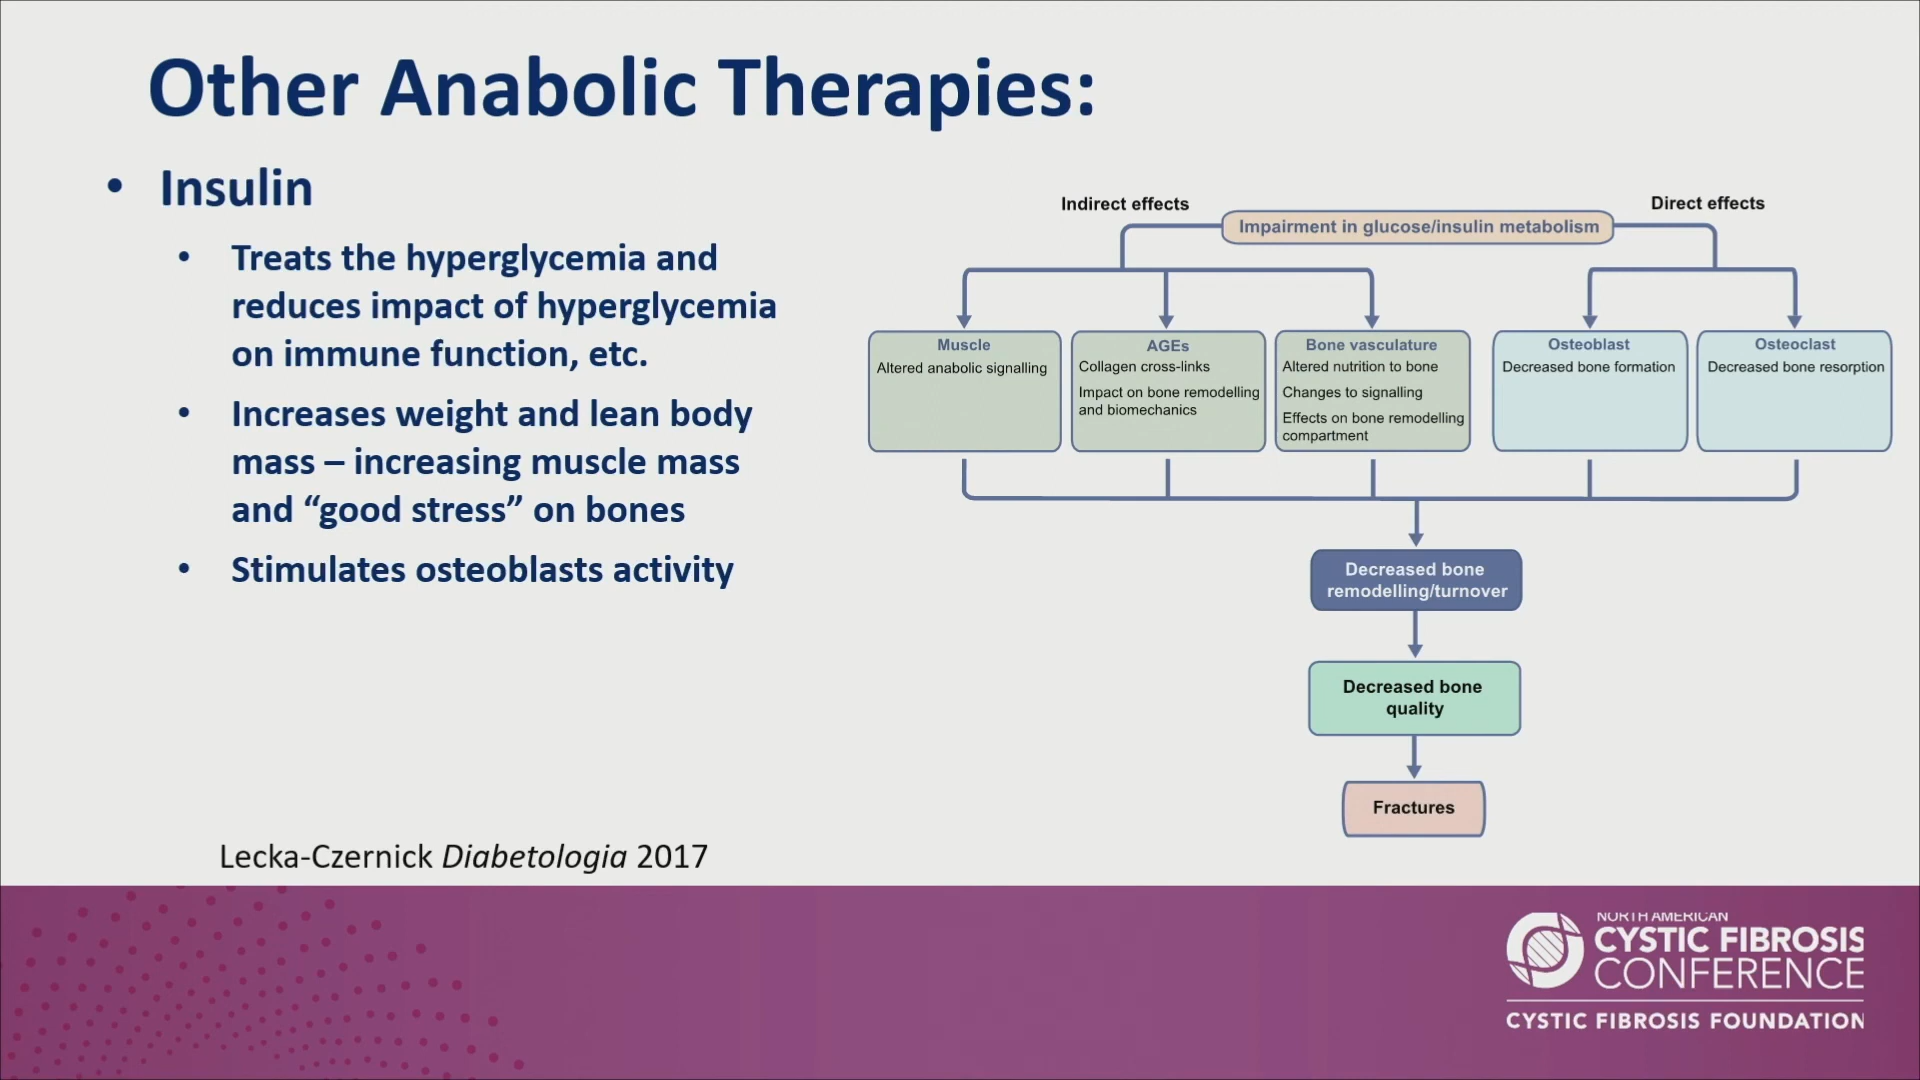 Other Anabolic Therapies:
• Insulin
• Treats the hyperglycemia and
reduces impact of hyperglycemia
on immune function, etc.
• Increases weight and lean body
mass – increasing muscle mass
and “good stress” on bones
• Stimulates osteoblasts activity
Lecka-Czernick Diabetologia 2017
Indirect effects
Impairment in glucose/insulin metabolism
Direct effects
Muscle
Altered anabolic signalling
AGEs
Collagen cross-links
Impact on bone remodelling
and biomechanics
Bone vasculature
Altered nutrition to bone
Changes to signalling
Effects on bone remodelling
compartment
Osteoblast
Decreased bone formation
Osteoclast
Decreased bone resorption
Decreased bone
remodelling/turnover
Decreased bone
quality
Fractures
NORTH AMERICAN
CYSTIC FIBROSIS
CONFERENCE
CYSTIC FIBROSIS FOUNDATION